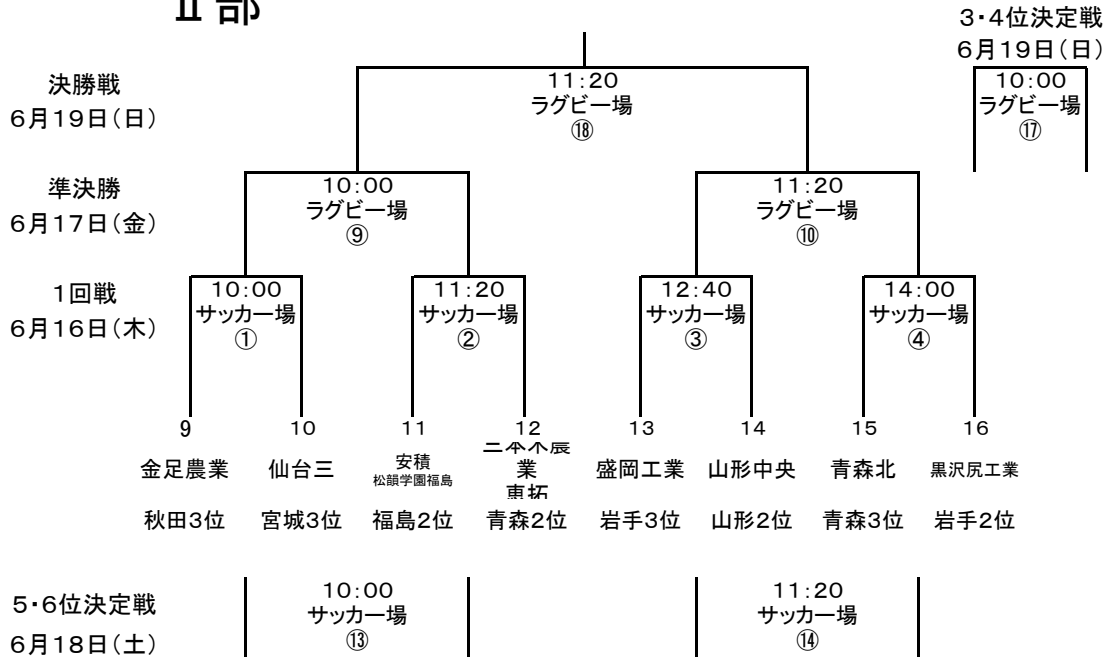 Ⅱ部
3・4位決定戦
6月19日(日)
10:00
ラグビー場
⑰
決勝戦
6月19日(日)
11:20
ラグビー場
⑱
準決勝
6月17日(金)
10:00
ラグビー場
⑨
11:20
ラグビー場
⑩
1回戦
6月16日(木)
10:00
サッカー場
①
11:20
サッカー場
②
12:40
サッカー場
③
14:00
サッカー場
④
9 10 11 12 13 14 15 16
金足農業
仙台三
安積
松韻学園福島
三本木農
業
恵拓
盛岡工業
山形中央
青森北
黒沢尻工業
秋田3位 宮城3位 福島2位 青森2位 岩手3位 山形2位 青森3位 岩手2位
5・6位決定戦
6月18日(土)
10:00
サッカー場
⑬
11:20
サッカー場
⑭